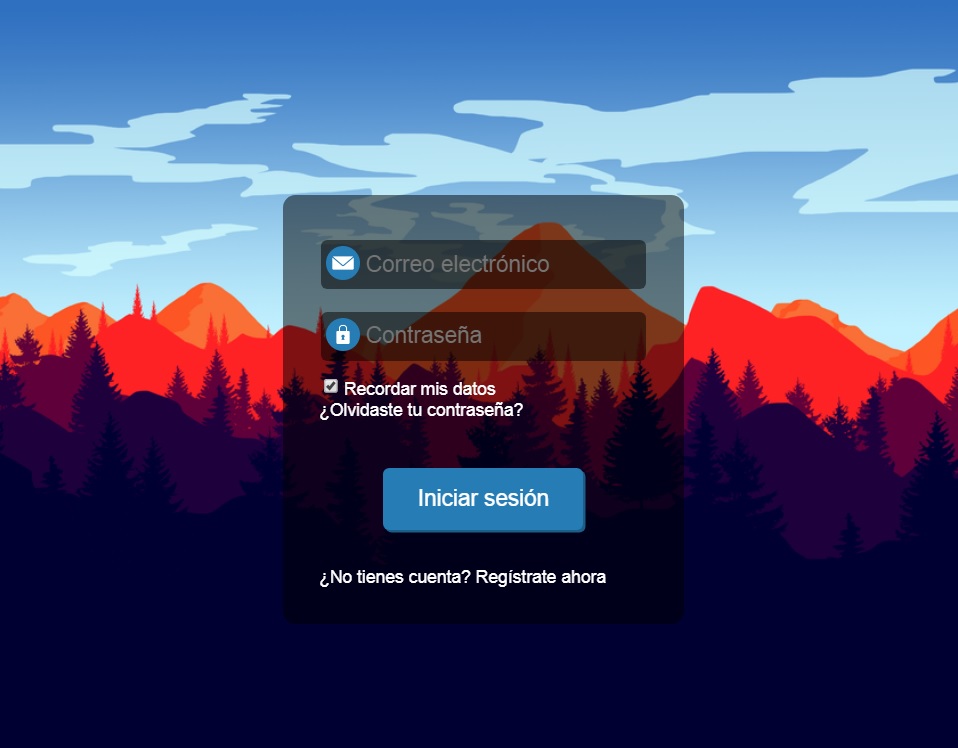 Correo electrónico
Contraseña
Recordar mis datos
¿Olvidaste tu contraseña?
Iniciar sesión
¿No tienes cuenta? Regístrate ahora